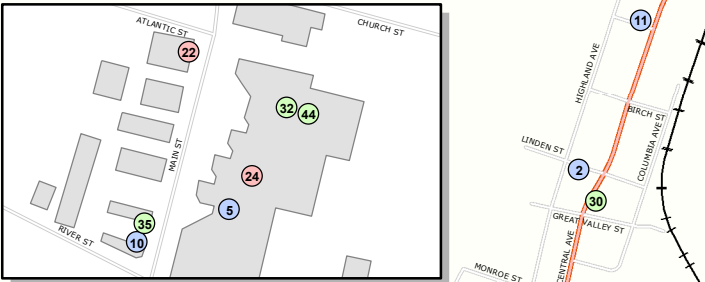 ATLANTIC ST
CHURCH ST
22
32
44
MAIN ST
24
5
35
10
RIVER ST
11
HIGHLAND AVE
BIRCH ST
COLUMBIA AVE
LINDEN ST
2
30
GREAT VALLEY ST
CENTRAL AVE
MONROE ST